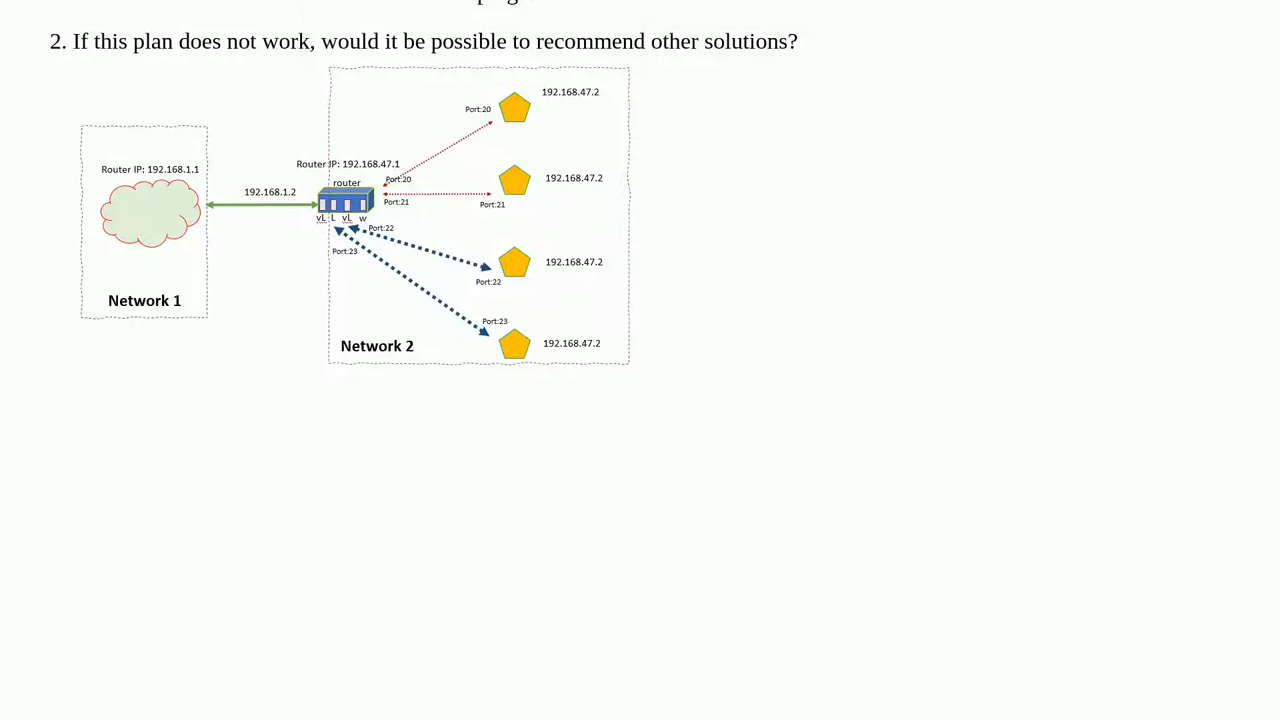 2. If this plan does not work, would it be possible to recommend other solutions?
192.168.47.2
Port:20
Router IP: 192.168.47.1
Router IP: 192.168.1.1
Port:20
192.168.47.2
router
192.168.1.2
Port:21
Port:21
vL L vL w
Port:22
Port:23
192.168.47.2
Port:22
Network 1
Port:23
Network 2
192.168.47.2